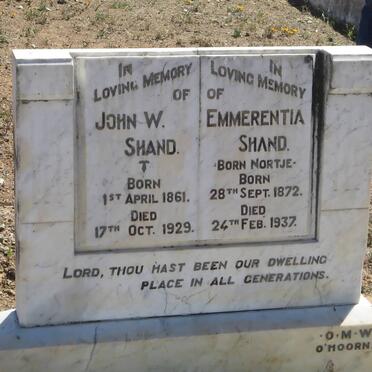 IN
LOVING MEMORY
OF
JOHN W.
SHAND.
BORN
1ST APRIL 1861.
DIED
17TH OCT. 1929.
IN
LOVING MEMORY
OF
EMMERENTIA
SHAND.
·BORN NORTJE·
BORN
28TH SEPT. 1872.
DIED
24TH FEB. 1937.
LORD, THOU HAST BEEN OUR DWELLING
PLACE IN ALL GENERATIONS.
·O·M·W
O'HOORN